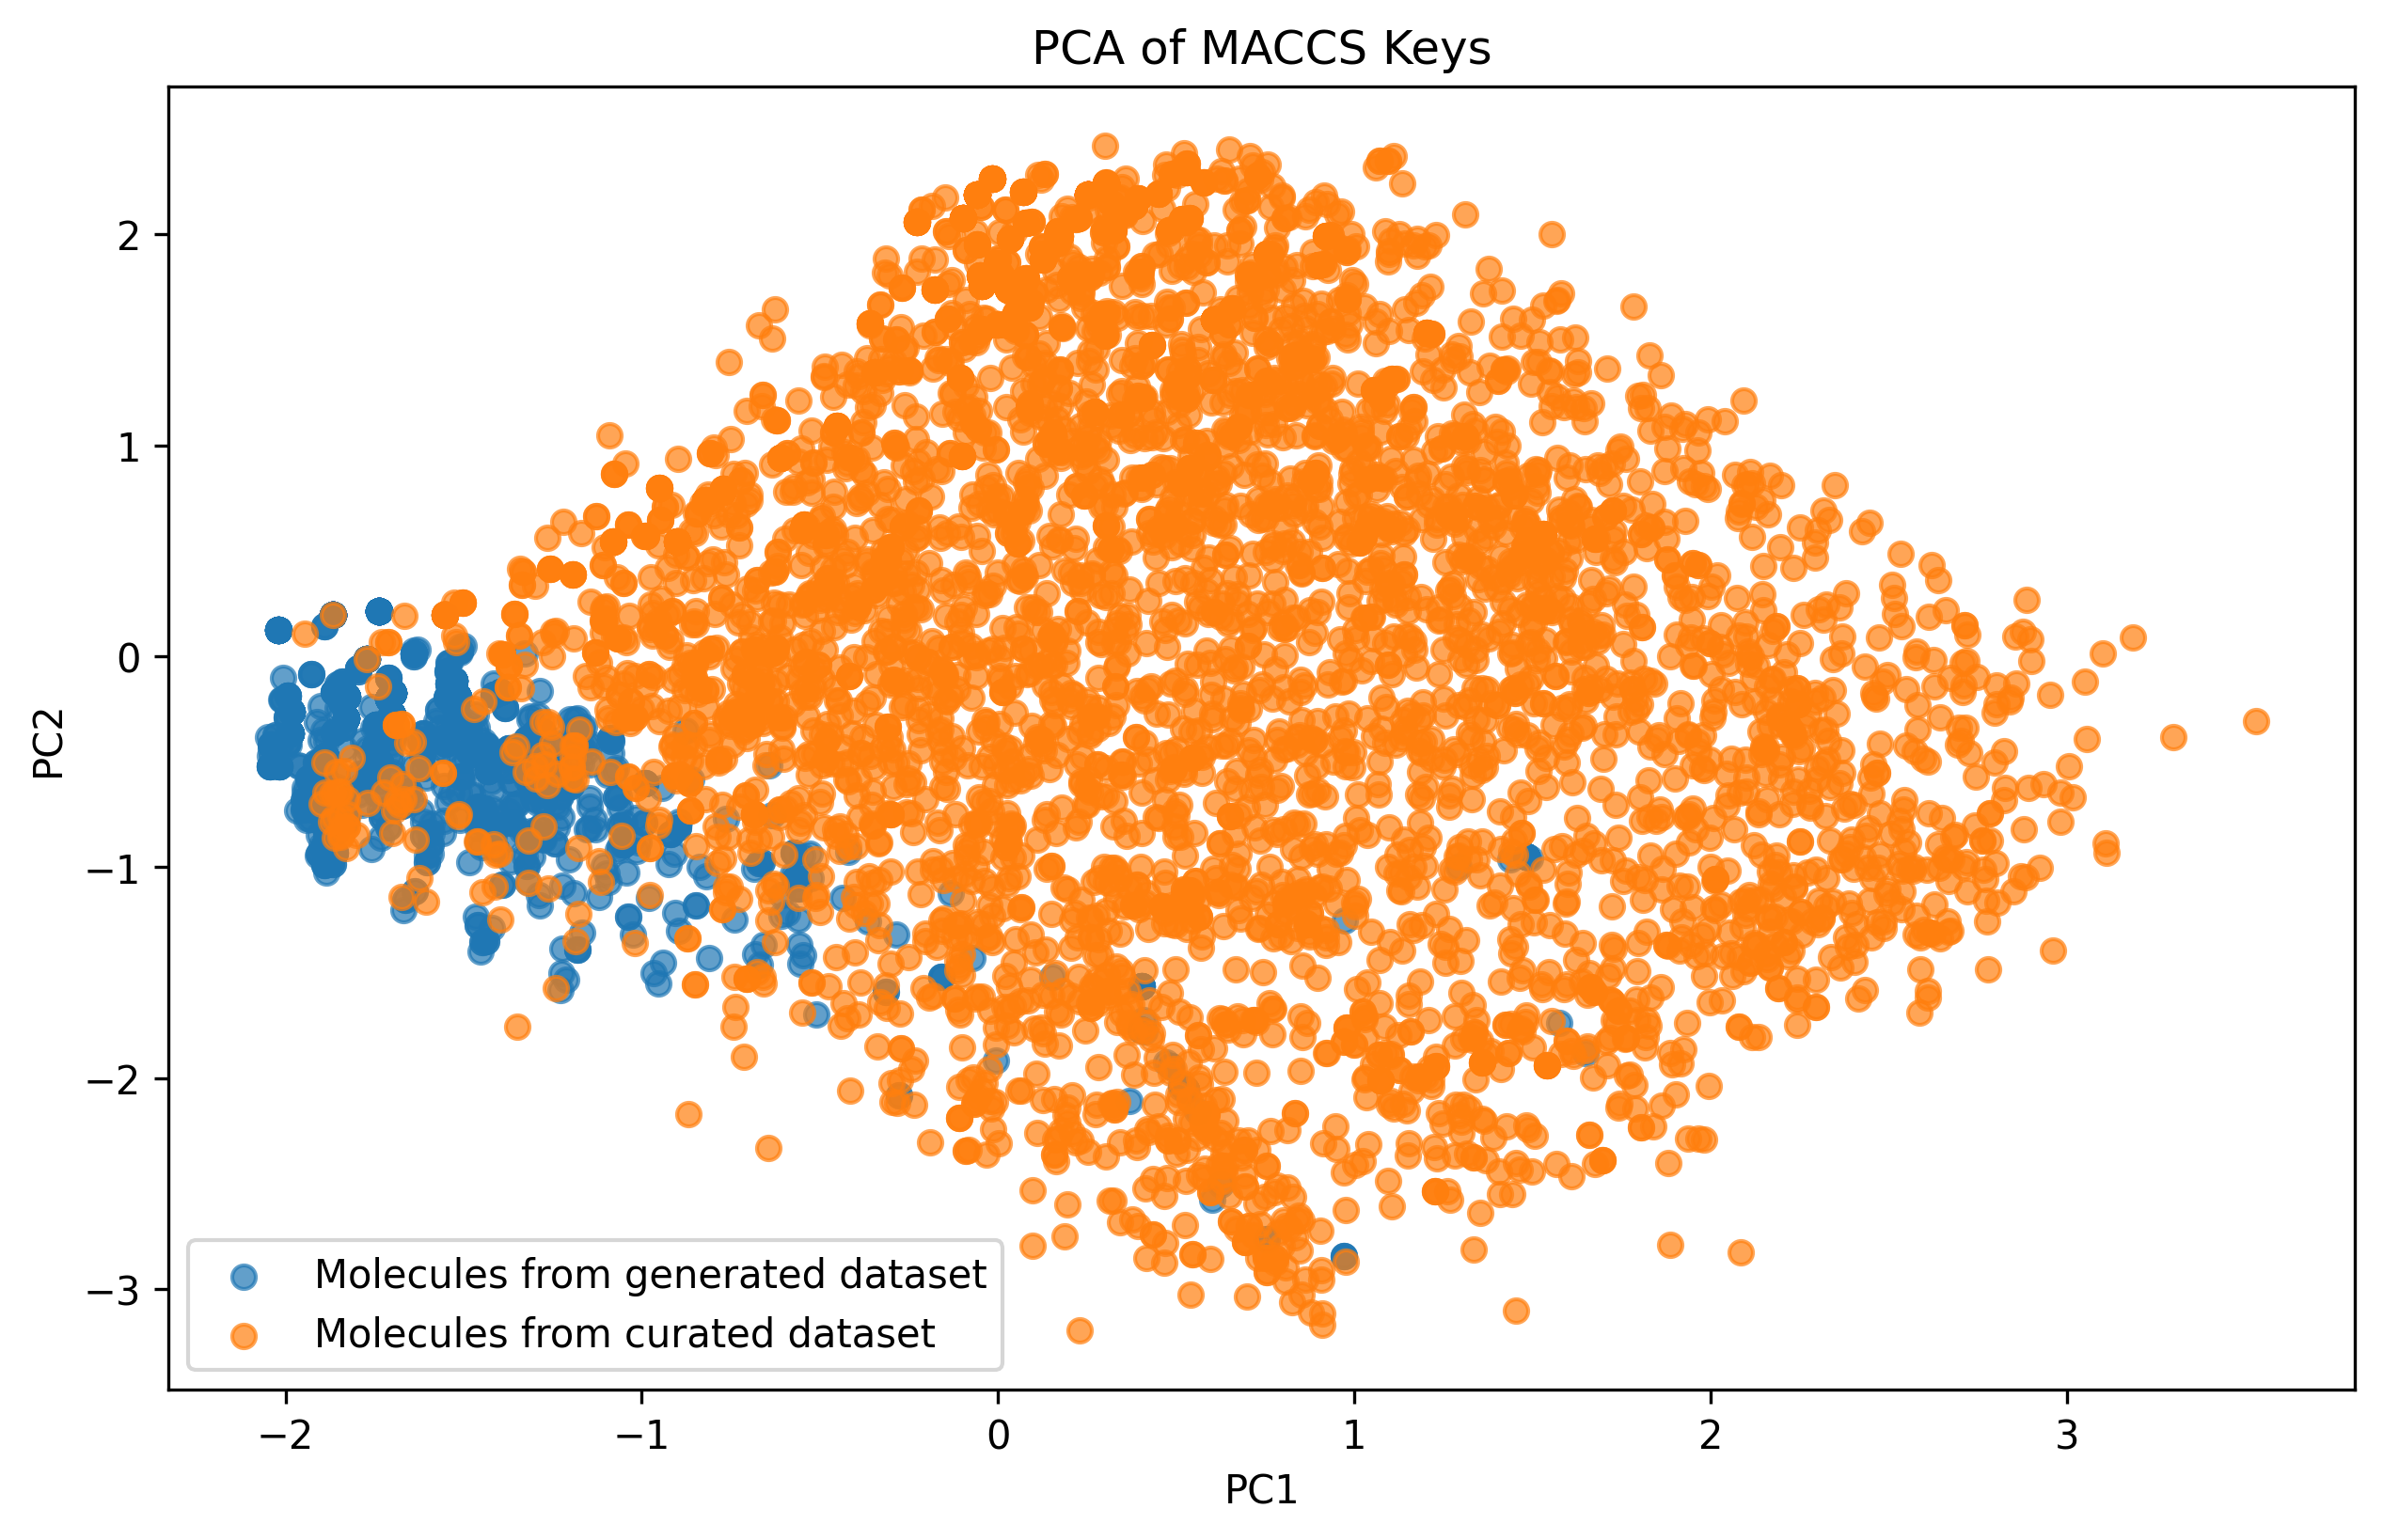 PCA of MACCS Keys
PC2
2
1
0
−1
−2
−3
Molecules from generated dataset
Molecules from curated dataset
−2 −1 0 1 2 3
PC1